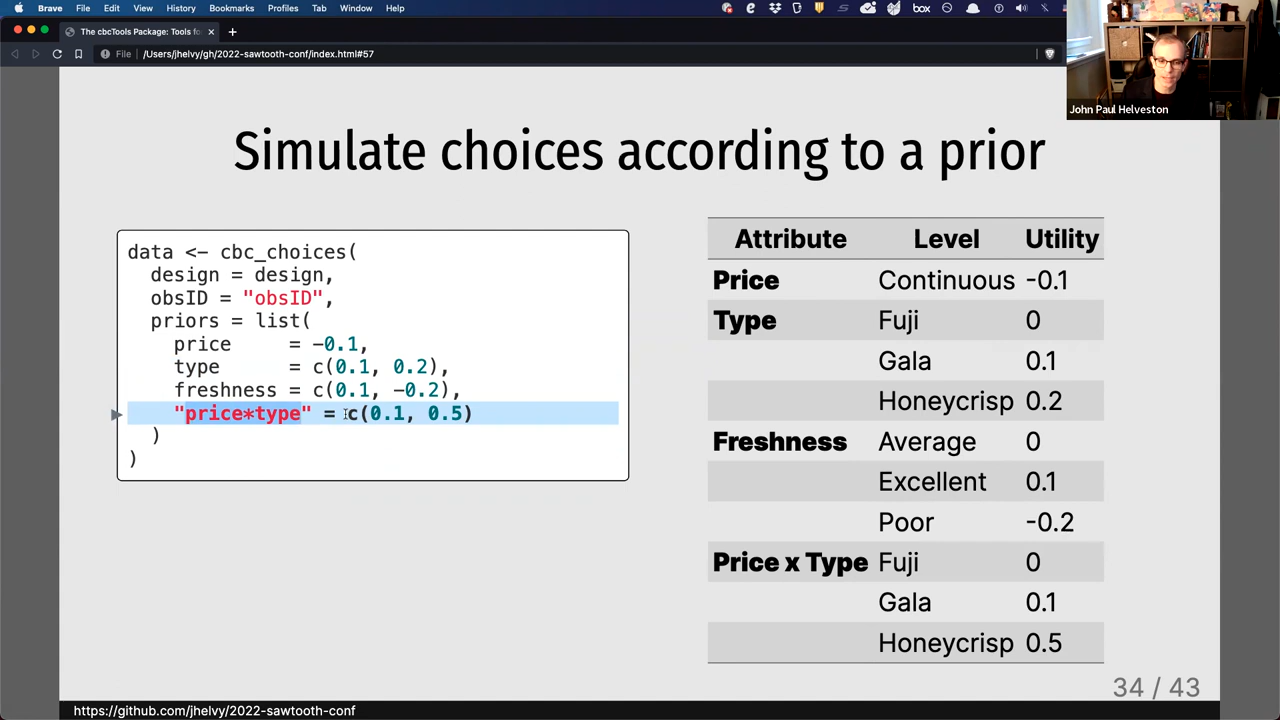 Brave File Edit View History Bookmarks Profiles Tab Window Help
box
The cbcTools Package: Tools fo
File /Users/jhelvy/gh/2022-sawtooth-conf/index.html#57
John Paul Helveston
Simulate choices according to a prior
data <- cbc_choices(
design = design,
obsID = "obsID",
priors = list(
price = -0.1,
type = c(0.1, 0.2),
freshness = c(0.1, -0.2),
"price*type" = c(0.1, 0.5)
)
)
Attribute Level Utility
Price Continuous -0.1
Type Fuji 0
Gala 0.1
Honeycrisp 0.2
Freshness Average 0
Excellent 0.1
Poor -0.2
Price x Type Fuji 0
Gala 0.1
Honeycrisp 0.5
34 / 43
https://github.com/jhelvy/2022-sawtooth-conf